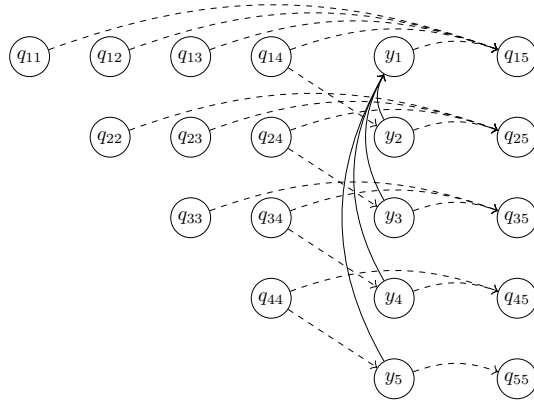 q₁₁ q₁₂ q₁₃ q₁₄ y₁ q₁₅
q₂₂ q₂₃ q₂₄ y₂ q₂₅
q₃₃ q₃₄ y₃ q₃₅
q₄₄ y₄ q₄₅
y₅ q₅₅